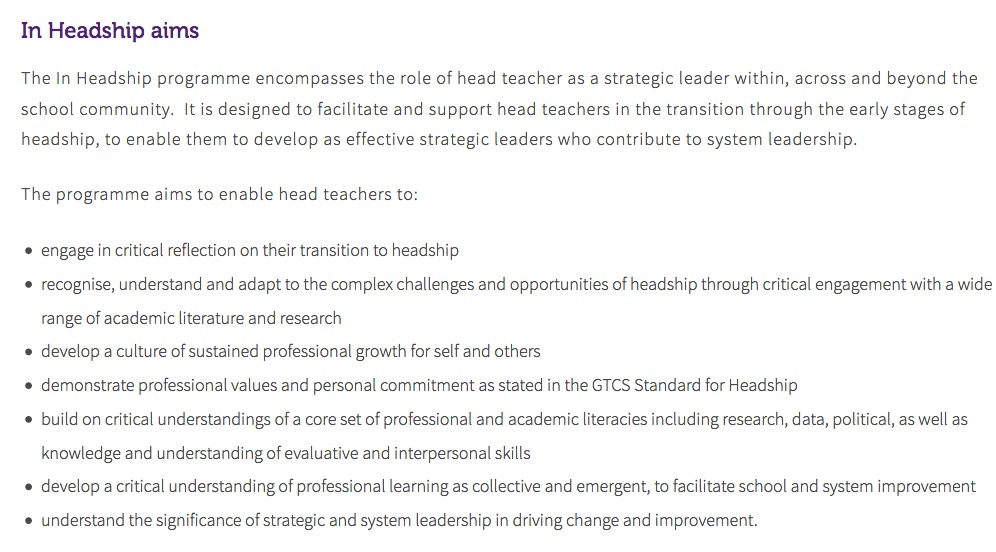 In Headship aims
The In Headship programme encompasses the role of head teacher as a strategic leader within, across and beyond the
school community.  It is designed to facilitate and support head teachers in the transition through the early stages of
headship, to enable them to develop as effective strategic leaders who contribute to system leadership.
The programme aims to enable head teachers to:
• engage in critical reflection on their transition to headship
• recognise, understand and adapt to the complex challenges and opportunities of headship through critical engagement with a wide
range of academic literature and research
• develop a culture of sustained professional growth for self and others
• demonstrate professional values and personal commitment as stated in the GTCS Standard for Headship
• build on critical understandings of a core set of professional and academic literacies including research, data, political, as well as
knowledge and understanding of evaluative and interpersonal skills
• develop a critical understanding of professional learning as collective and emergent, to facilitate school and system improvement
• understand the significance of strategic and system leadership in driving change and improvement.